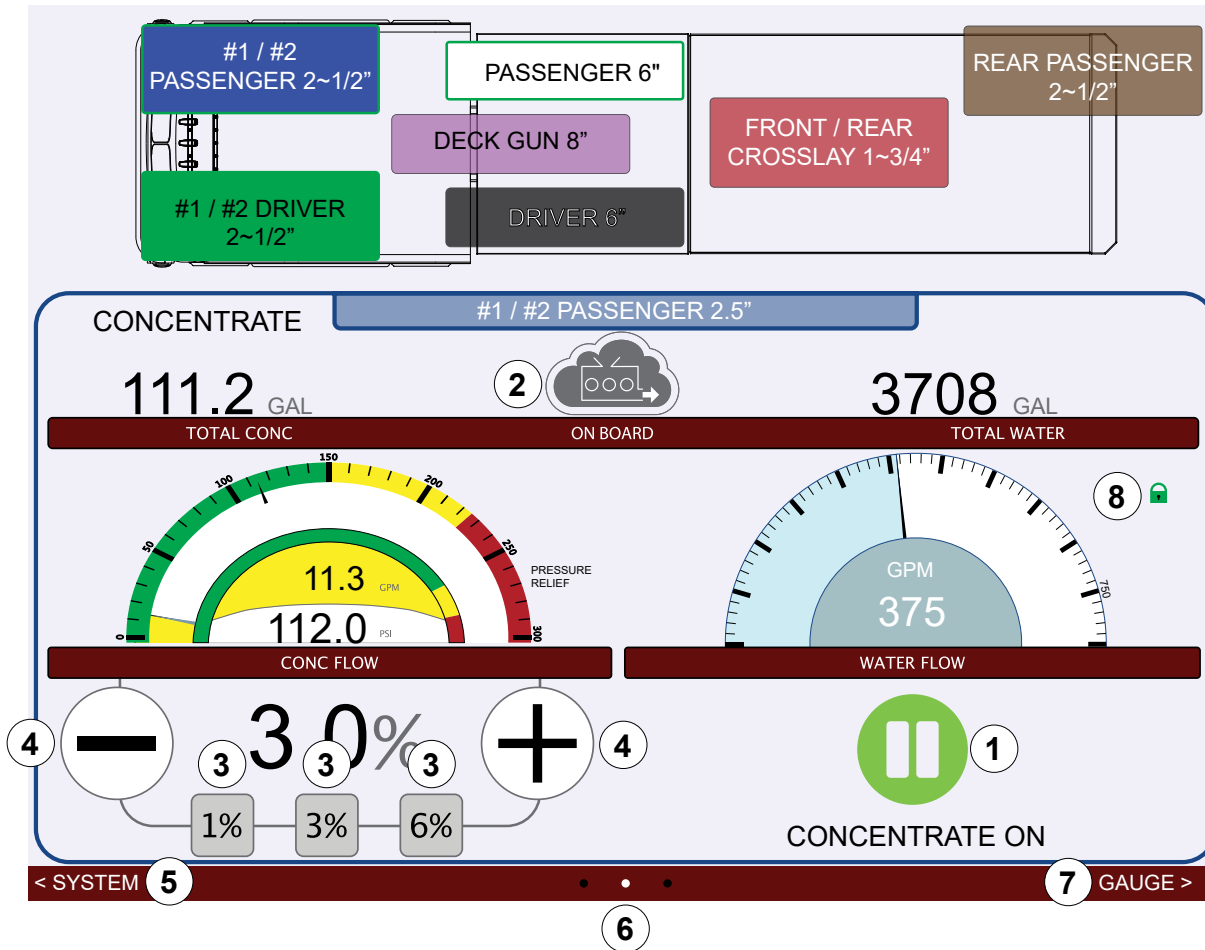 #1 / #2
PASSENGER 2~1/2”
PASSENGER 6"
REAR PASSENGER
2~1/2”
DECK GUN 8”
FRONT / REAR
CROSSLAY 1~3/4”
#1 / #2 DRIVER
2~1/2”
DRIVER 6”
#1 / #2 PASSENGER 2.5”
CONCENTRATE
2
111.2 GAL
3708 GAL
TOTAL CONC
ON BOARD
TOTAL WATER
0
50
100
150
200
250
300
PRESSURE
RELIEF
11.3 GPM
112.0 PSI
8
GPM
375
750
CONC FLOW
WATER FLOW
4
3.0%
4
3
3
3
1
1%
3%
6%
CONCENTRATE ON
< SYSTEM
5
6
7
GAUGE >